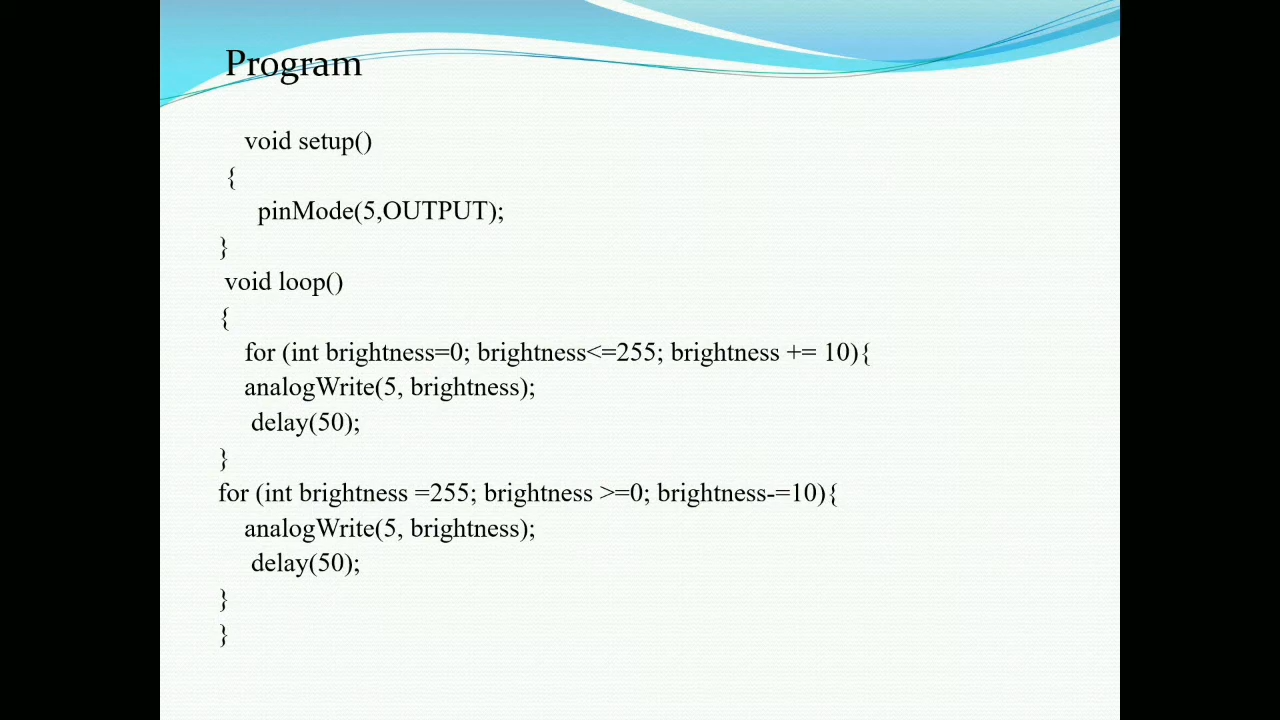 Program
void setup()
{
pinMode(5,OUTPUT);
}
void loop()
{
for (int brightness=0; brightness<=255; brightness += 10){
analogWrite(5, brightness);
delay(50);
}
for (int brightness =255; brightness >=0; brightness-=10){
analogWrite(5, brightness);
delay(50);
}
}